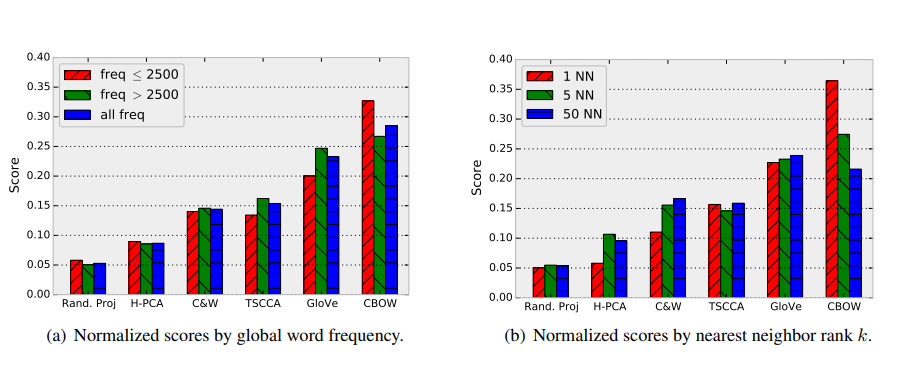 0.40
0.35
0.30
0.25
0.20
0.15
0.10
0.05
0.00
Score
freq ≤ 2500
freq > 2500
all freq
Rand. Proj H-PCA C&W TSCCA GloVe CBOW
(a) Normalized scores by global word frequency.
0.40
0.35
0.30
0.25
0.20
0.15
0.10
0.05
0.00
Score
1 NN
5 NN
50 NN
Rand. Proj H-PCA C&W TSCCA GloVe CBOW
(b) Normalized scores by nearest neighbor rank k.